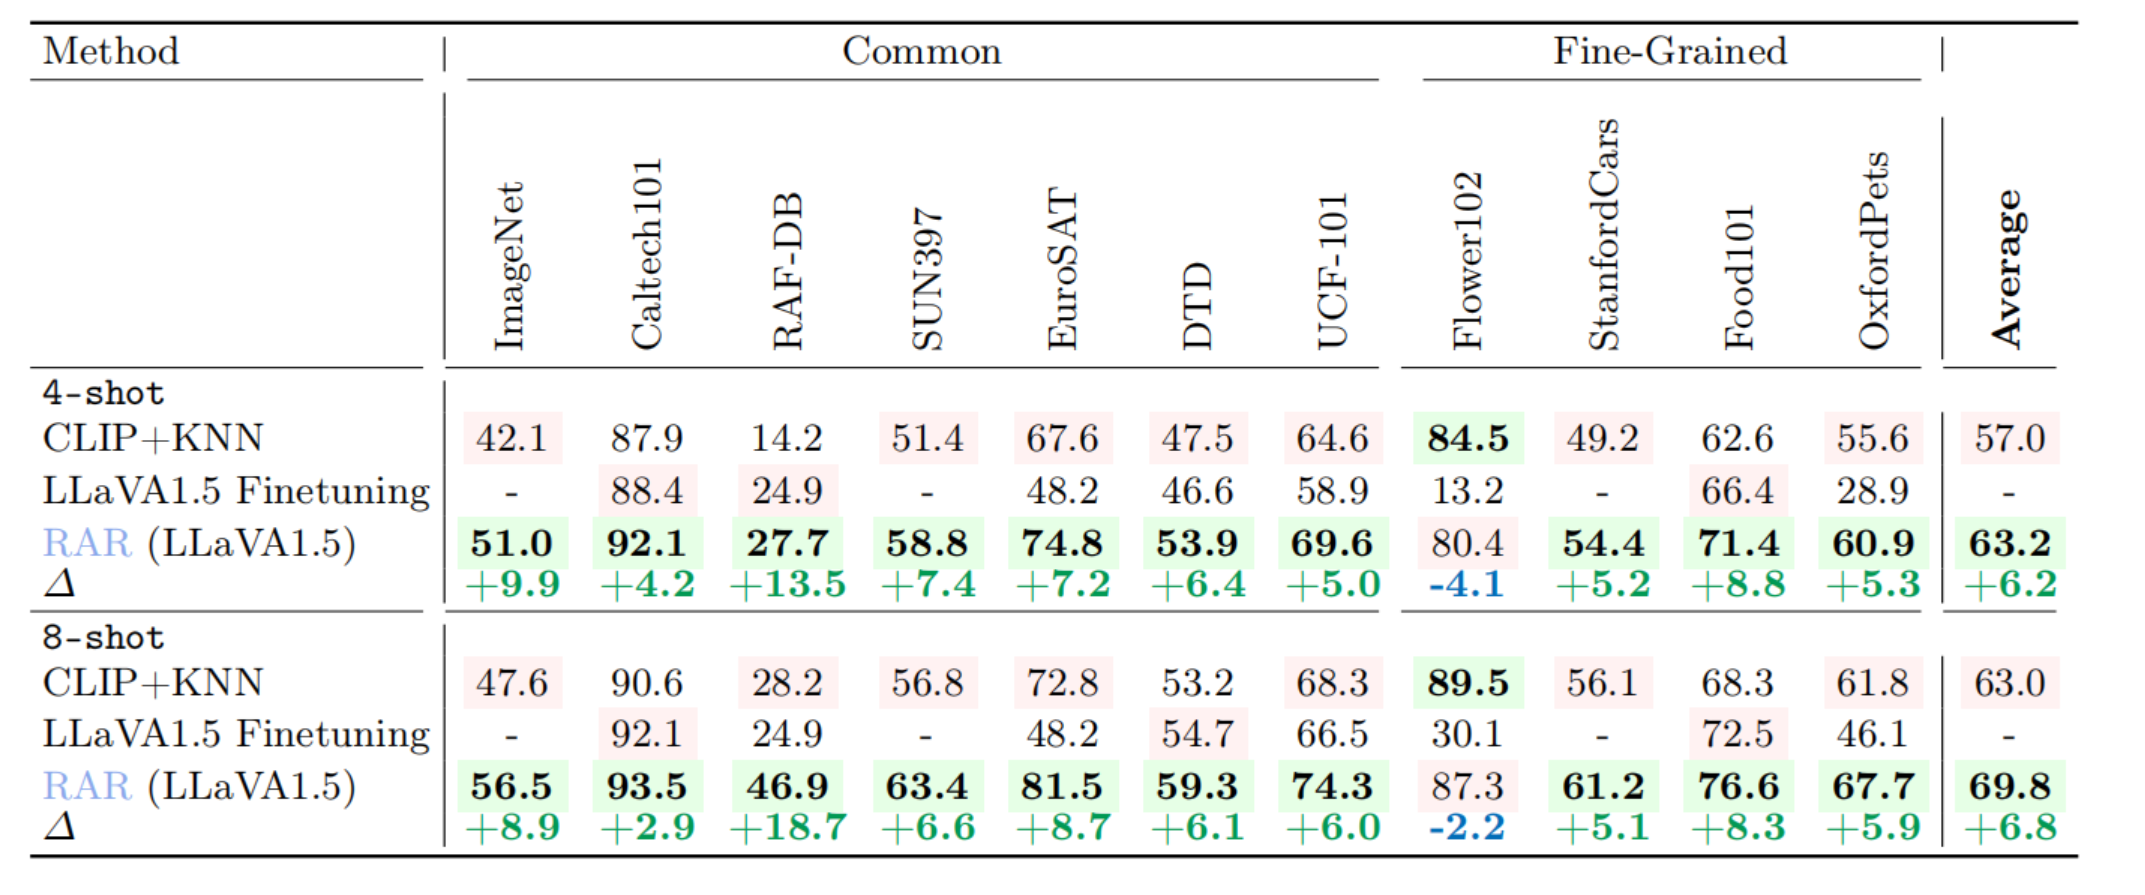 Method Common Fine-Grained
ImageNet Caltech101 RAF-DB SUN397 EuroSAT DTD UCF-101 Flower102 StanfordCars Food101 OxfordPets Average
4-shot
CLIP+KNN 42.1 87.9 14.2 51.4 67.6 47.5 64.6 84.5 49.2 62.6 55.6 57.0
LLaVA1.5 Finetuning - 88.4 24.9 - 48.2 46.6 58.9 13.2 - 66.4 28.9 -
RAR (LLaVA1.5) 51.0 92.1 27.7 58.8 74.8 53.9 69.6 80.4 54.4 71.4 60.9 63.2
Δ +9.9 +4.2 +13.5 +7.4 +7.2 +6.4 +5.0 -4.1 +5.2 +8.8 +5.3 +6.2
8-shot
CLIP+KNN 47.6 90.6 28.2 56.8 72.8 53.2 68.3 89.5 56.1 68.3 61.8 63.0
LLaVA1.5 Finetuning - 92.1 24.9 - 48.2 54.7 66.5 30.1 - 72.5 46.1 -
RAR (LLaVA1.5) 56.5 93.5 46.9 63.4 81.5 59.3 74.3 87.3 61.2 76.6 67.7 69.8
Δ +8.9 +2.9 +18.7 +6.6 +8.7 +6.1 +6.0 -2.2 +5.1 +8.3 +5.9 +6.8